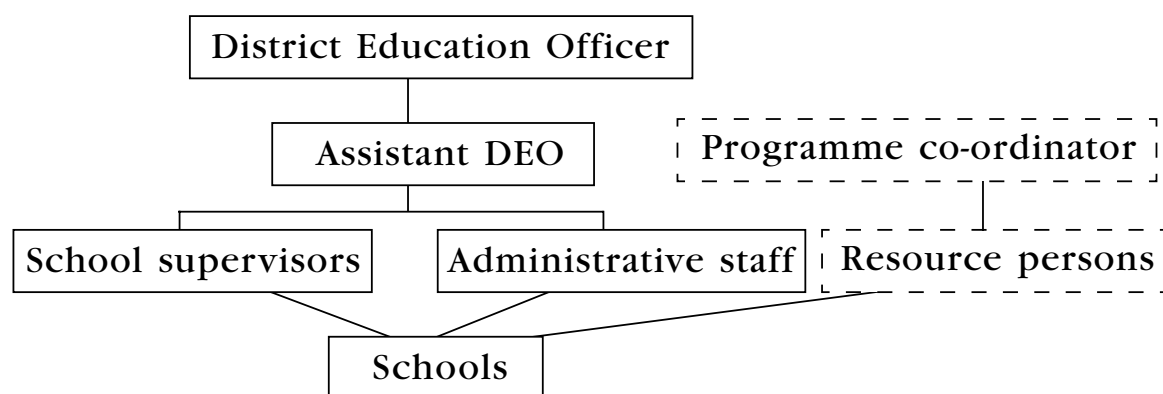 District Education Officer
Assistant DEO
Programme co-ordinator
School supervisors
Administrative staff
Resource persons
Schools